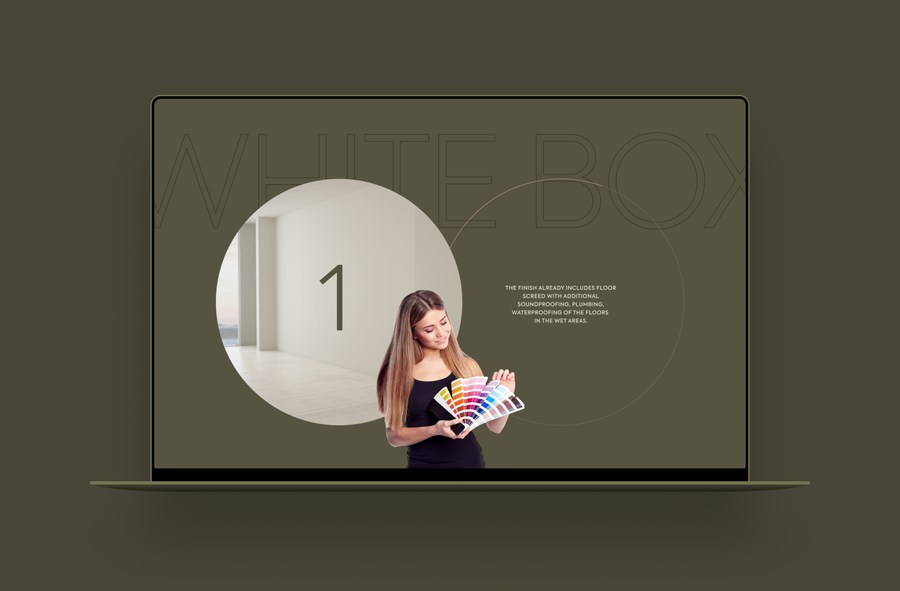 WHITE BOX
1
THE FINISH ALREADY INCLUDES FLOOR
SCREED WITH ADDITIONAL
SOUNDPROOFING, PLUMBING,
WATERPROOFING OF THE FLOORS
IN THE WET AREAS.